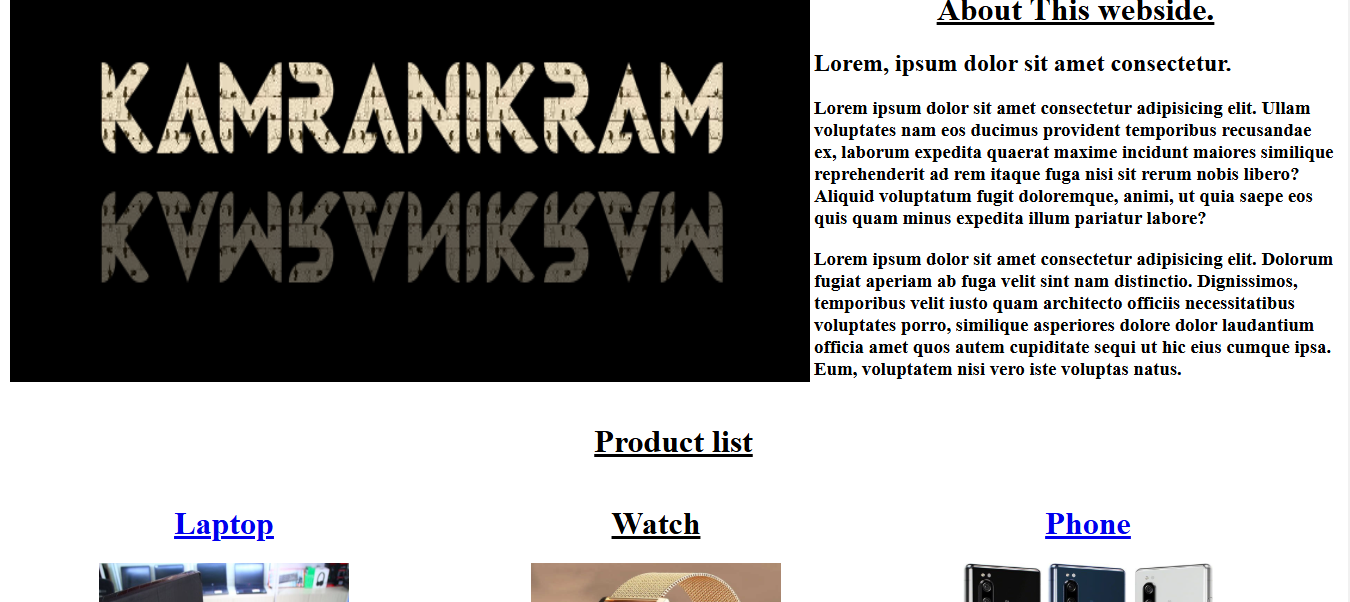 KAMRANIKRAM
About This webside.
Lorem, ipsum dolor sit amet consectetur.
Lorem ipsum dolor sit amet consectetur adipisicing elit. Ullam
voluptates nam eos ducimus provident temporibus recusandae
ex, laborum expedita quaerat maxime incidunt maiores similique
reprehenderit ad rem itaque fuga nisi sit rerum nobis libero?
Aliquid voluptatum fugit doloremque, animi, ut quia saepe eos
quis quam minus expedita illum pariatur labore?
Lorem ipsum dolor sit amet consectetur adipisicing elit. Dolorum
fugiat aperiam ab fuga velit sint nam distinctio. Dignissimos,
temporibus velit iusto quam architecto officiis necessitatibus
voluptates porro, similique asperiores dolore dolor laudantium
officia amet quos autem cupiditate sequi ut hic eius cumque ipsa.
Eum, voluptatem nisi vero iste voluptas natus.
Product list
Laptop
Watch
Phone